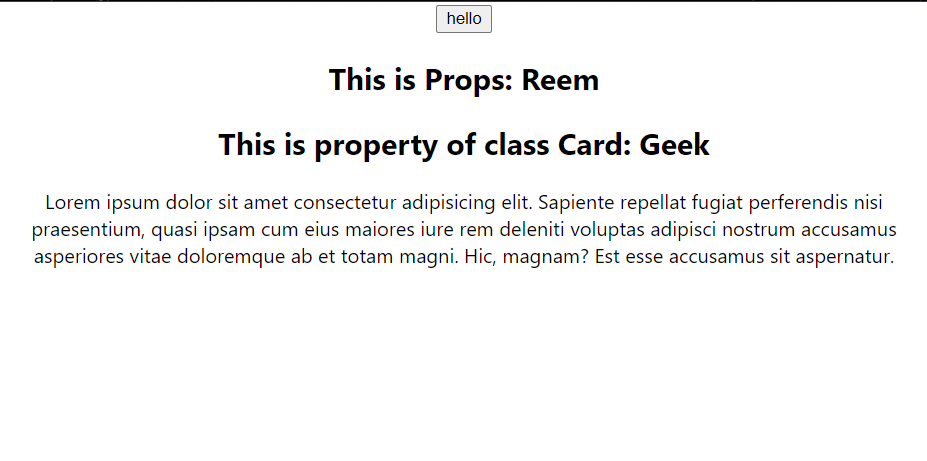 hello
This is Props: Reem
This is property of class Card: Geek
Lorem ipsum dolor sit amet consectetur adipisicing elit. Sapiente repellat fugiat perferendis nisi
praesentium, quasi ipsam cum eius maiores iure rem deleniti voluptas adipisci nostrum accusamus
asperiores vitae doloremque ab et totam magni. Hic, magnam? Est esse accusamus sit aspernatur.